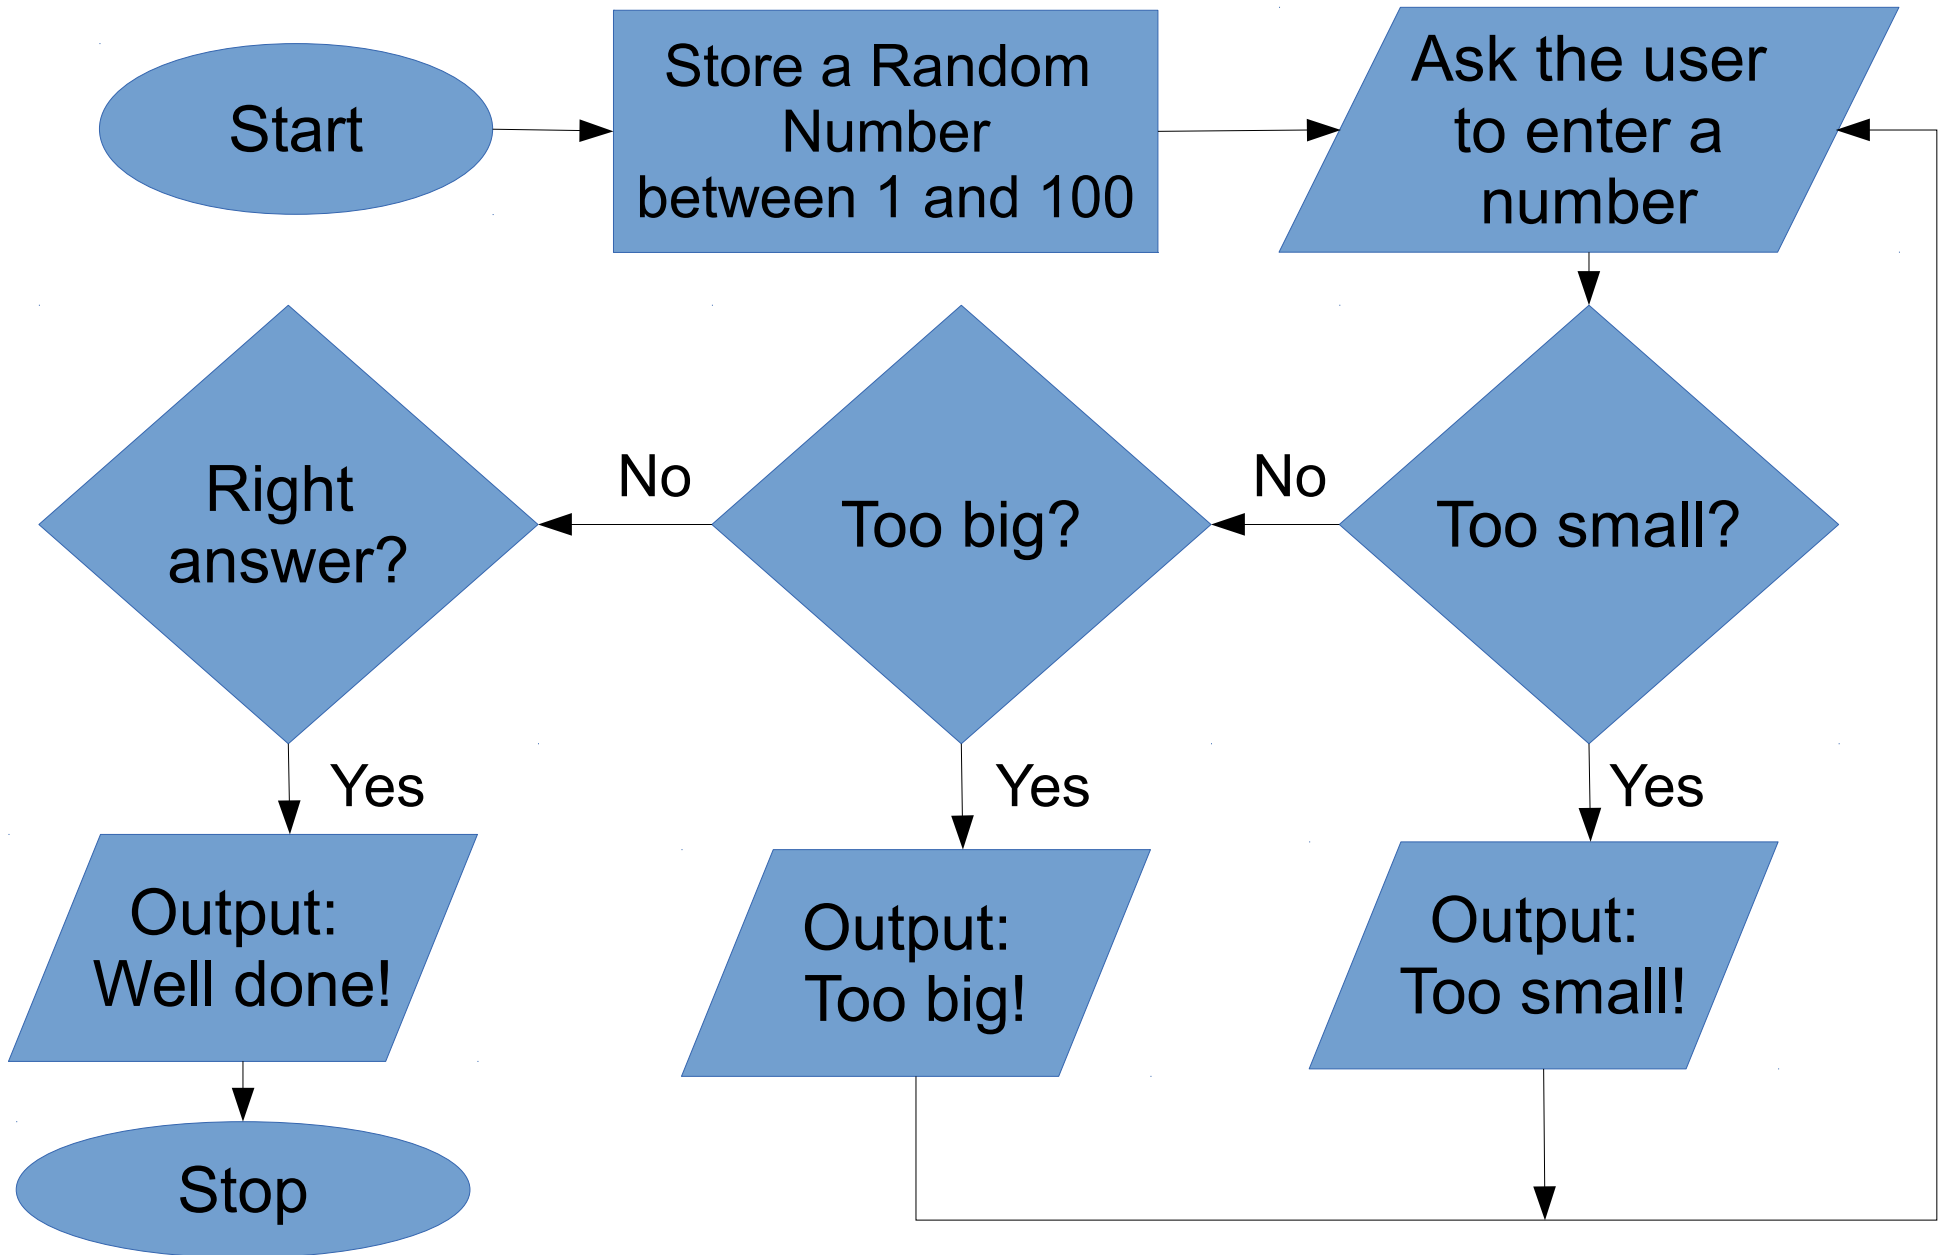 Start
Store a Random
Number
between 1 and 100
Ask the user
to enter a
number
Too small?
No
Too big?
No
Right
answer?
Yes
Yes
Yes
Output:
Well done!
Output:
Too big!
Output:
Too small!
Stop